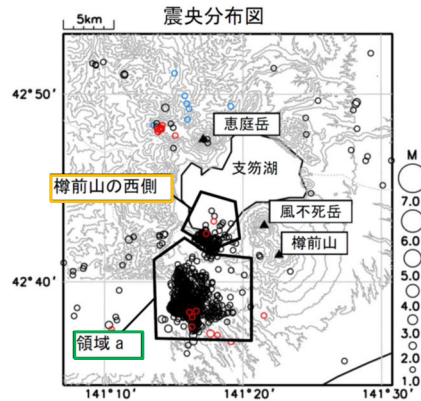 震央分布図
5km
42°50'
恵庭岳
支笏湖
樽前山の西側
風不死岳
樽前山
42°40'
領域 a
M
7.0
6.0
5.0
4.0
3.0
2.0
1.0
141°10'
141°20'
141°30'